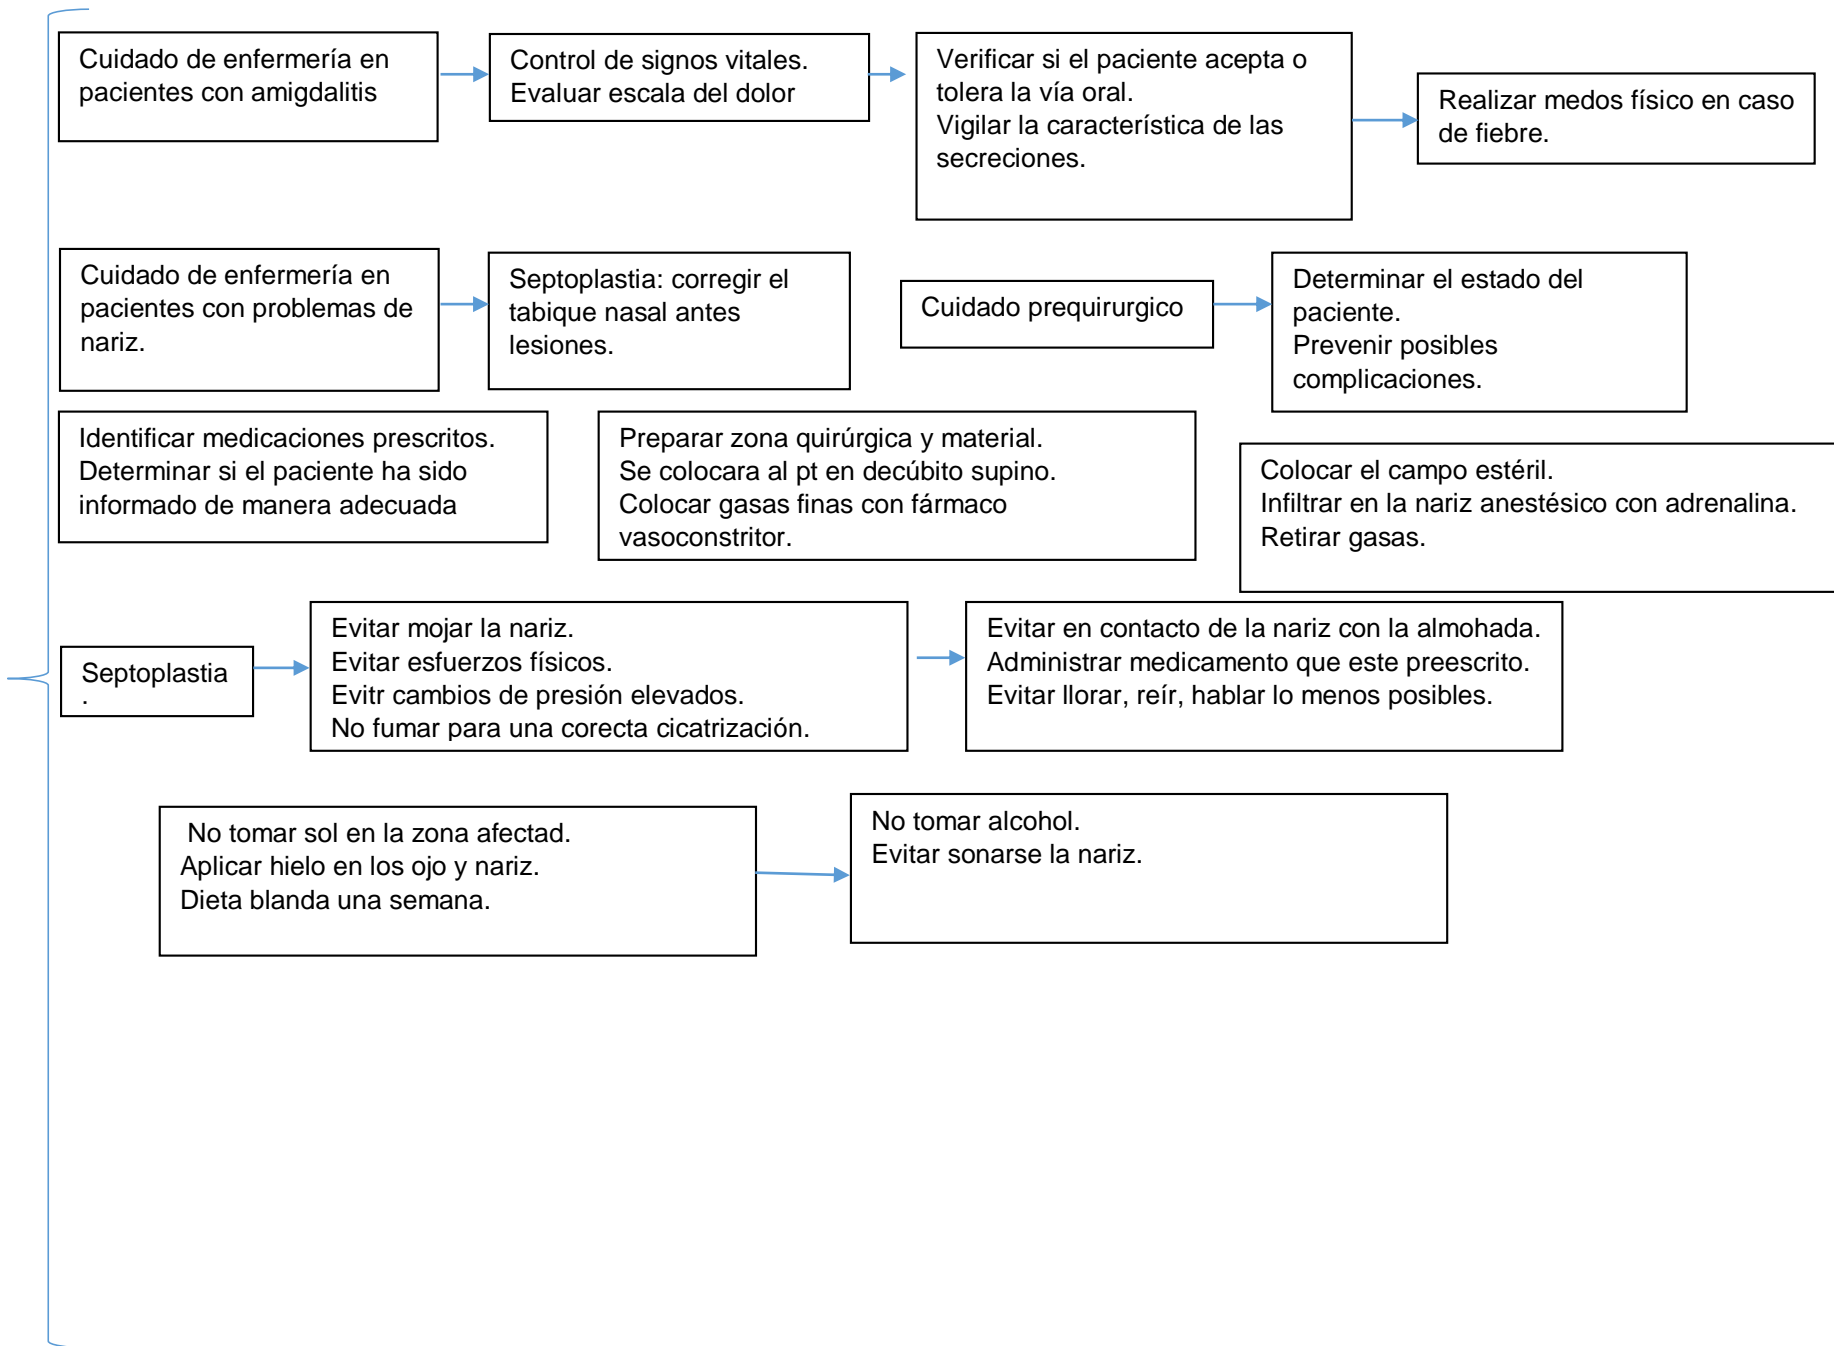 Cuidado de enfermería en
pacientes con amigdalitis
Control de signos vitales.
Evaluar escala del dolor
Verificar si el paciente acepta o
tolera la vía oral.
Vigilar la característica de las
secreciones.
Realizar medos físico en caso
de fiebre.
Cuidado de enfermería en
pacientes con problemas de
nariz.
Septoplastia: corregir el
tabique nasal antes
lesiones.
Cuidado prequirurgico
Determinar el estado del
paciente.
Prevenir posibles
complicaciones.
Identificar medicaciones prescritos.
Determinar si el paciente ha sido
informado de manera adecuada
Preparar zona quirúrgica y material.
Se colocara al pt en decúbito supino.
Colocar gasas finas con fármaco
vasoconstritor.
Colocar el campo estéril.
Infiltrar en la nariz anestésico con adrenalina.
Retirar gasas.
Septoplastia
.
Evitar mojar la nariz.
Evitar esfuerzos físicos.
Evitr cambios de presión elevados.
No fumar para una corecta cicatrización.
Evitar en contacto de la nariz con la almohada.
Administrar medicamento que este preescrito.
Evitar llorar, reír, hablar lo menos posibles.
No tomar sol en la zona afectad.
Aplicar hielo en los ojo y nariz.
Dieta blanda una semana.
No tomar alcohol.
Evitar sonarse la nariz.